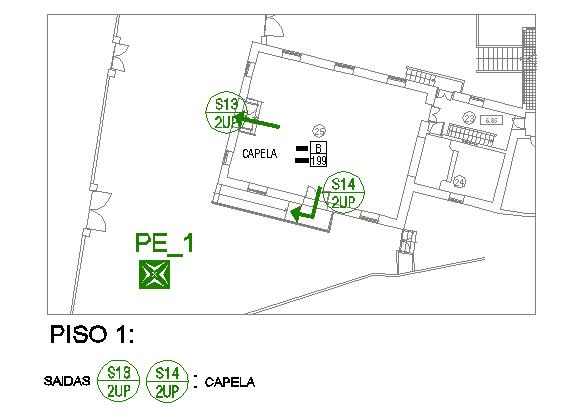 S13
2UP
25
23
6.85
CAPELA
B
199
S14
2UP
24
PE_1
PISO 1:
SAIDAS S13 2UP S14 2UP : CAPELA